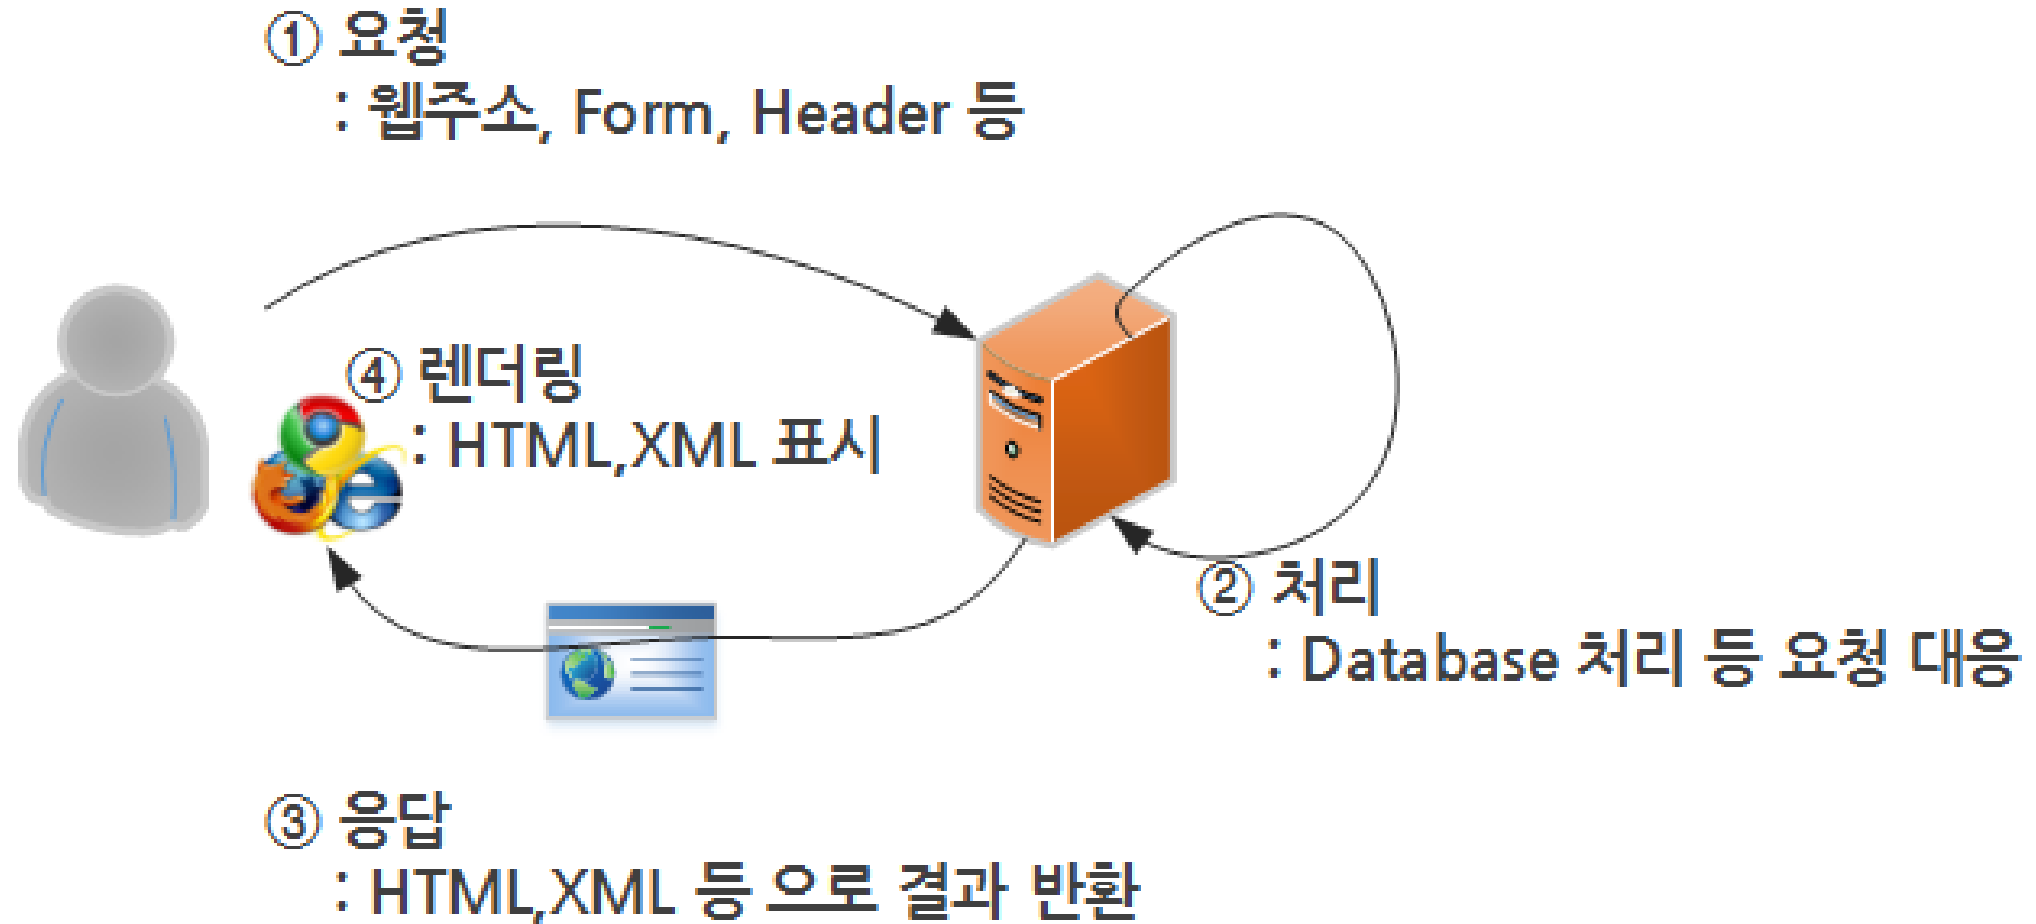 ① 요청
: 웹주소, Form, Header 등
④ 렌더링
: HTML,XML 표시
② 처리
: Database 처리 등 요청 대응
③ 응답
: HTML,XML 등 으로 결과 반환